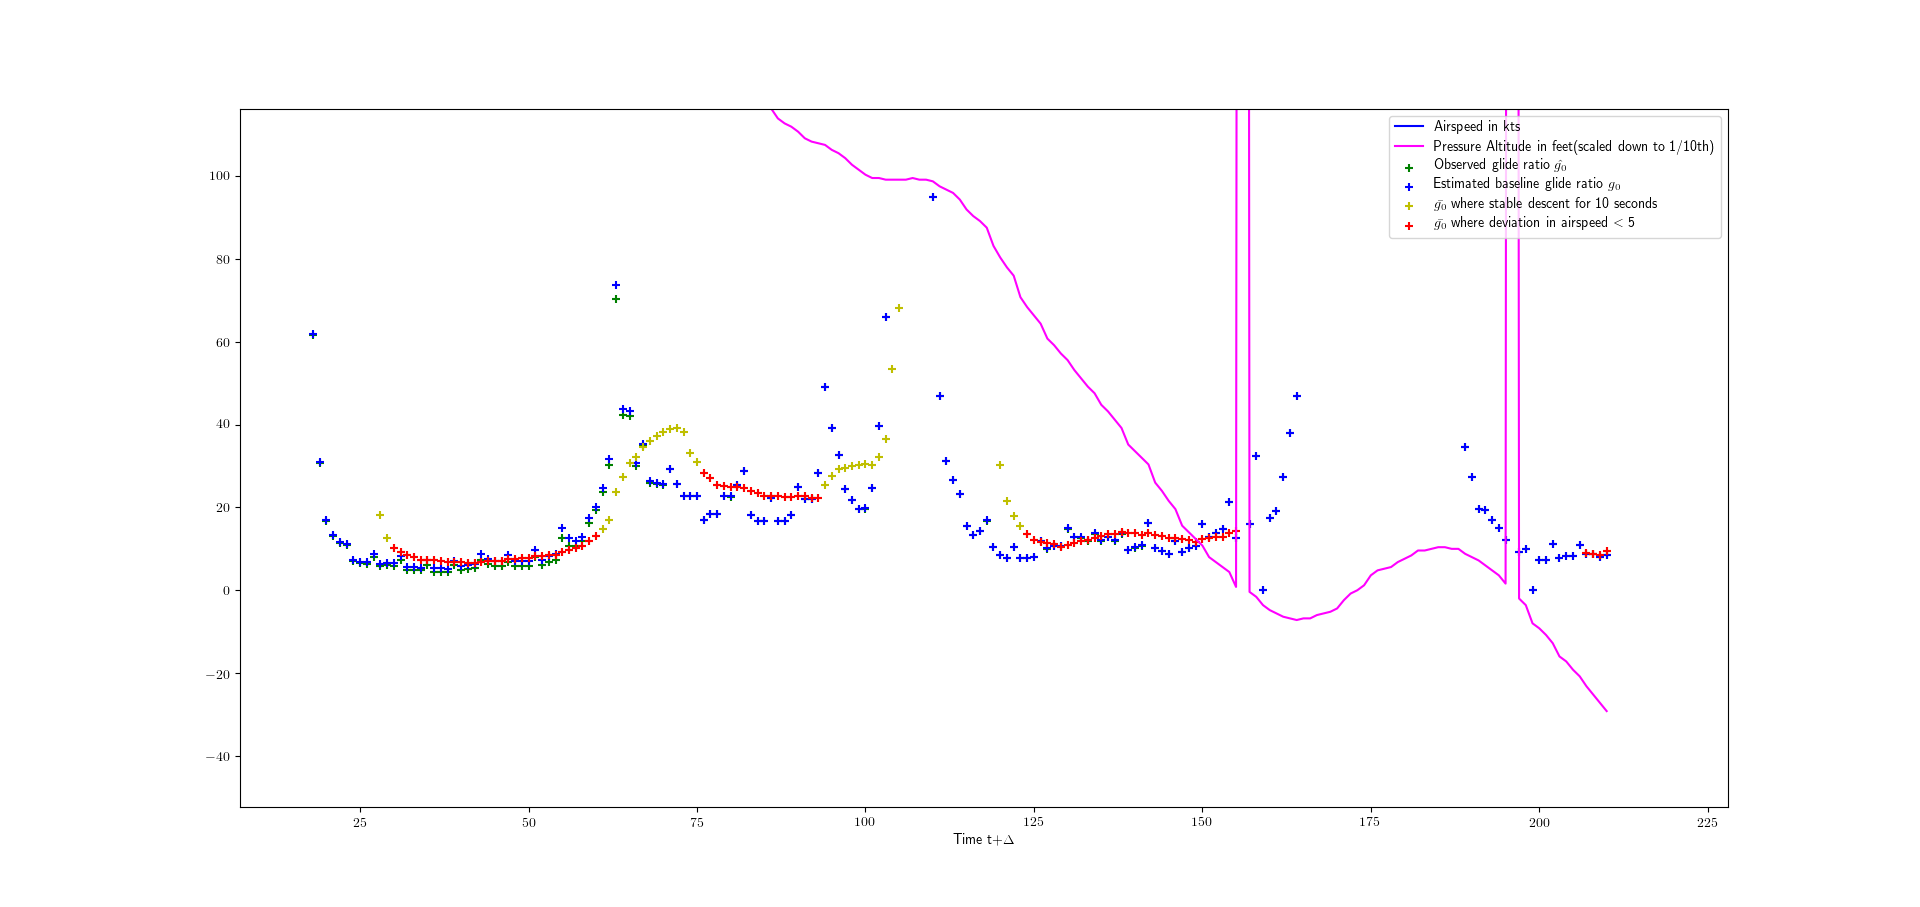 Airspeed in kts
Pressure Altitude in feet(scaled down to 1/10th)
Observed glide ratio ĝ₀
Estimated baseline glide ratio g₀
ḡ₀ where stable descent for 10 seconds
ḡ₀ where deviation in airspeed < 5
100
80
60
40
20
0
−20
−40
25 50 75 100 125 150 175 200 225
Time t+Δ